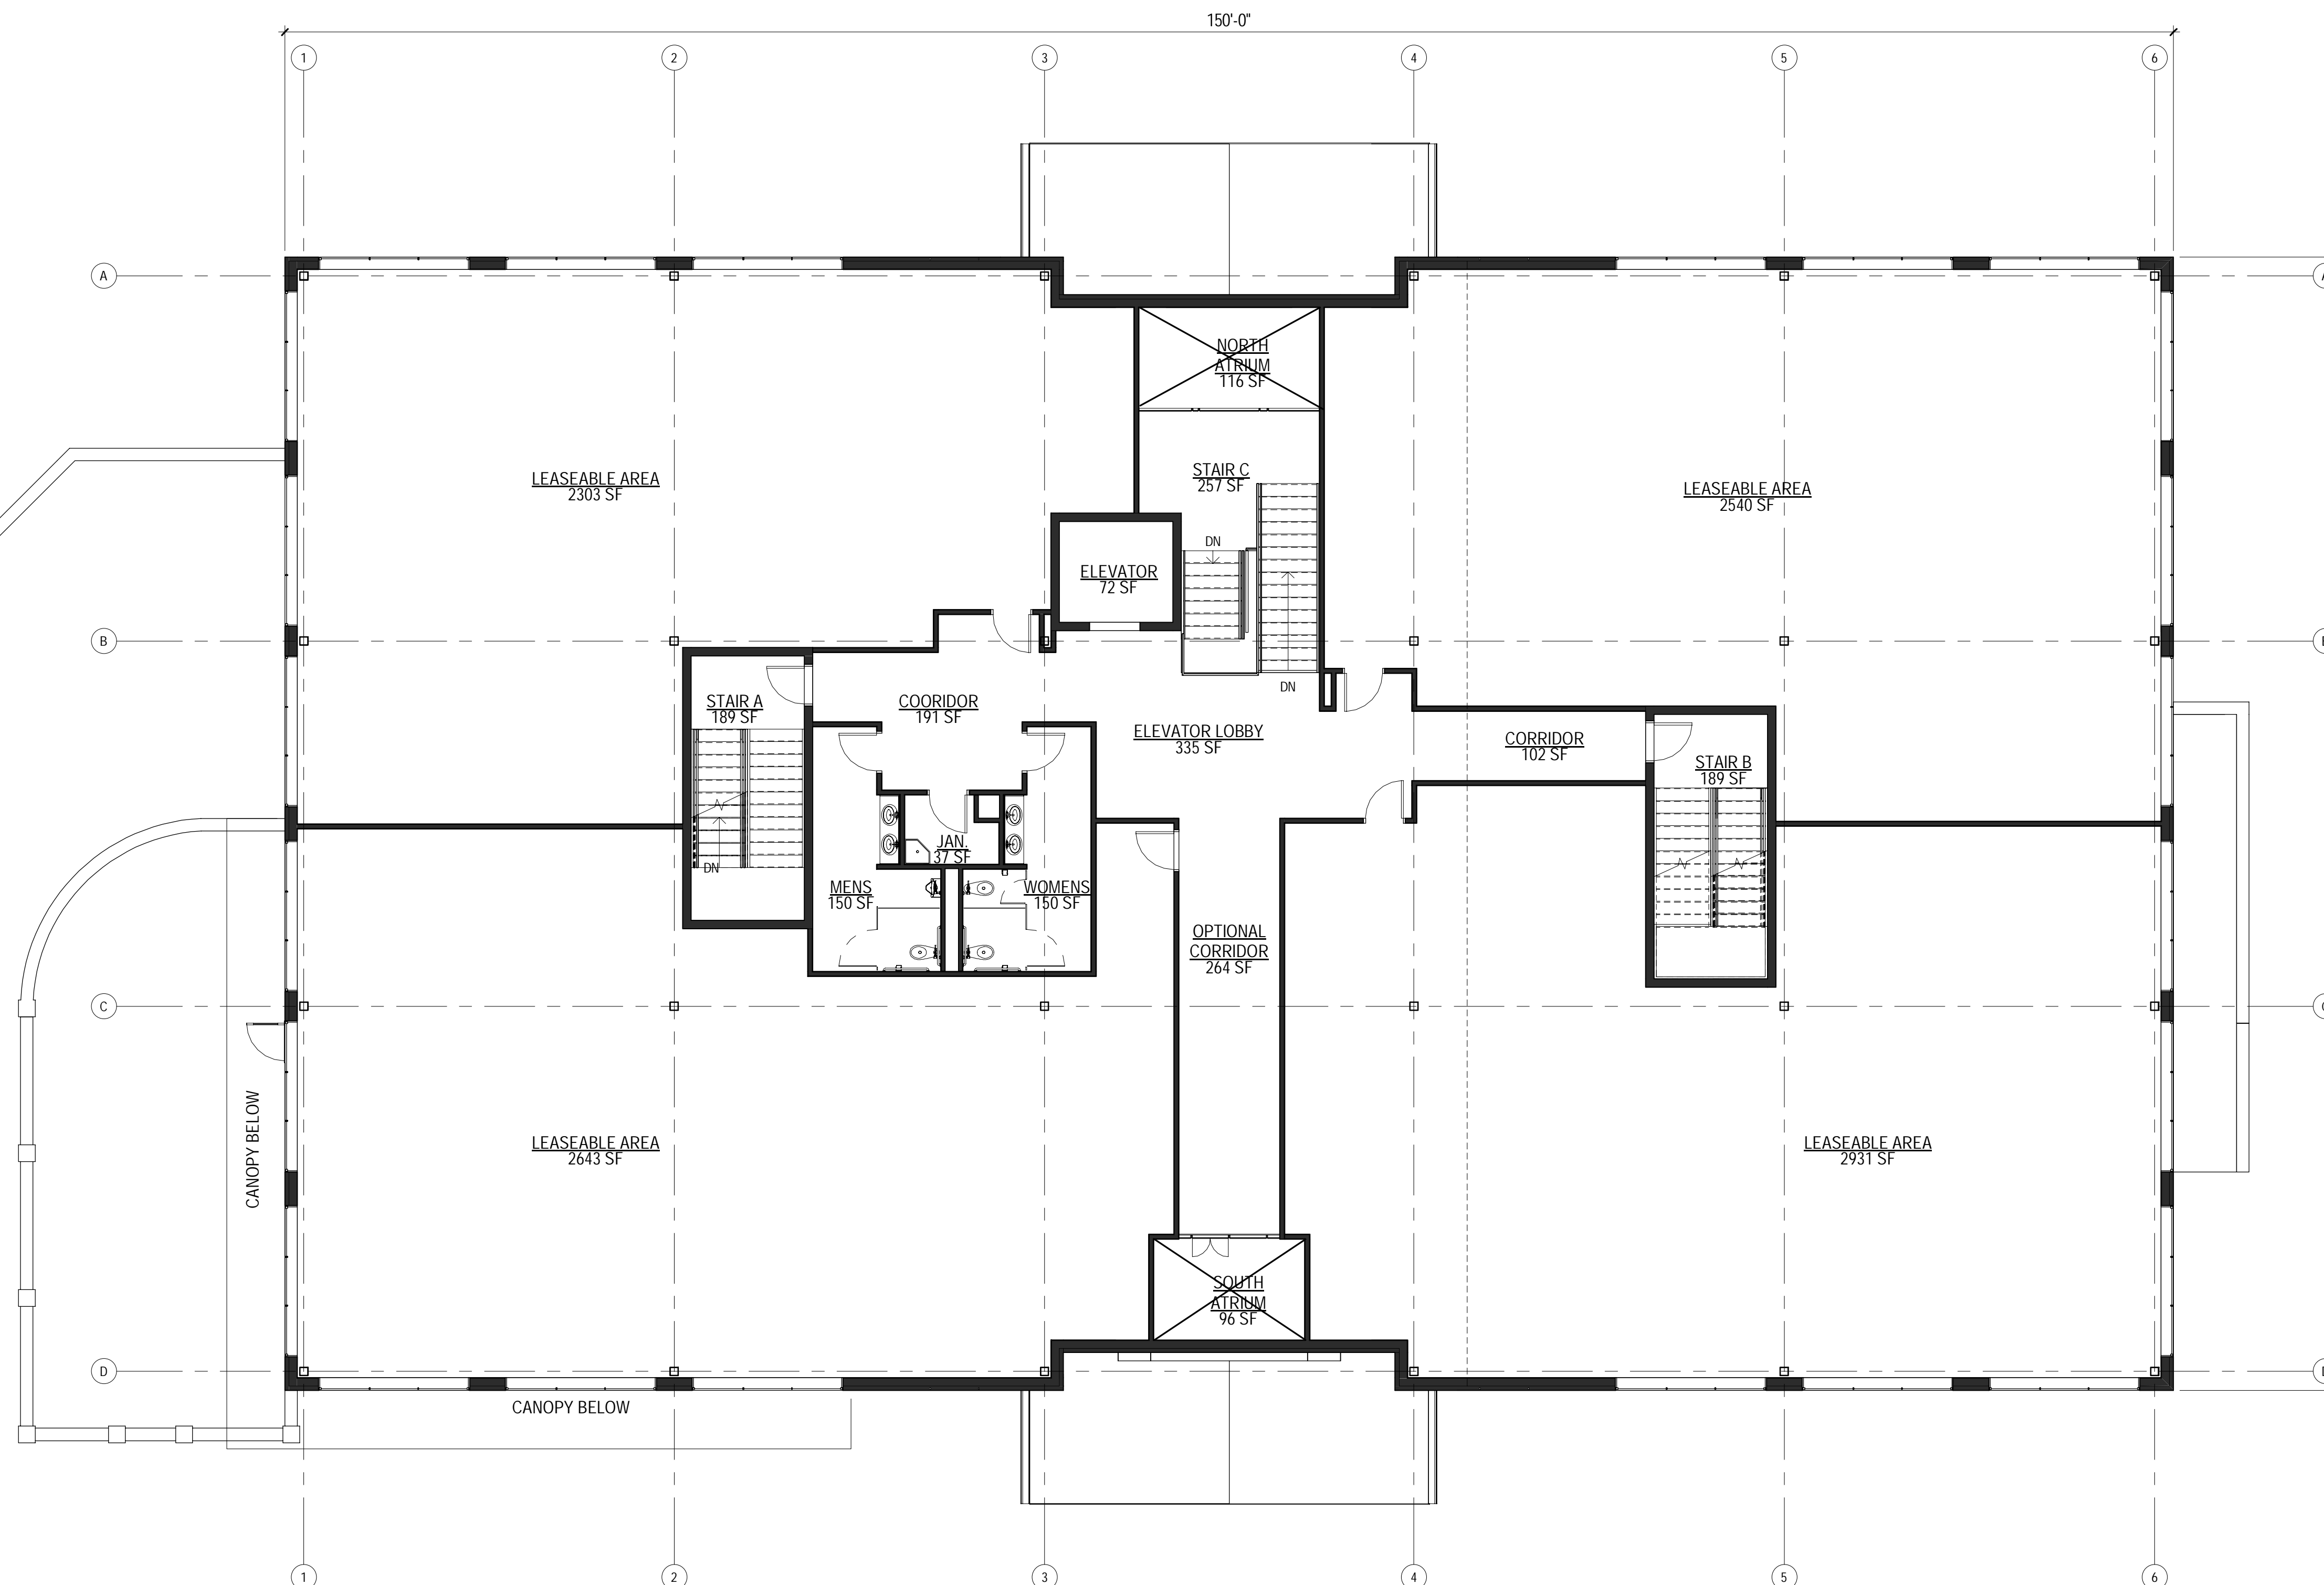 150'-0"
1
2
3
4
5
6
A
A
NORTH
ATRIUM
116 SF
STAIR C
257 SF
LEASEABLE AREA
2303 SF
LEASEABLE AREA
2540 SF
DN
ELEVATOR
72 SF
B
DN
STAIR A
189 SF
COORIDOR
191 SF
ELEVATOR LOBBY
335 SF
CORRIDOR
102 SF
STAIR B
189 SF
JAN.
37 SF
DN
MENS
150 SF
WOMENS
150 SF
OPTIONAL
CORRIDOR
264 SF
C
CANOPY BELOW
LEASEABLE AREA
2643 SF
LEASEABLE AREA
2931 SF
SOUTH
ATRIUM
96 SF
D
CANOPY BELOW
1
2
3
4
5
6